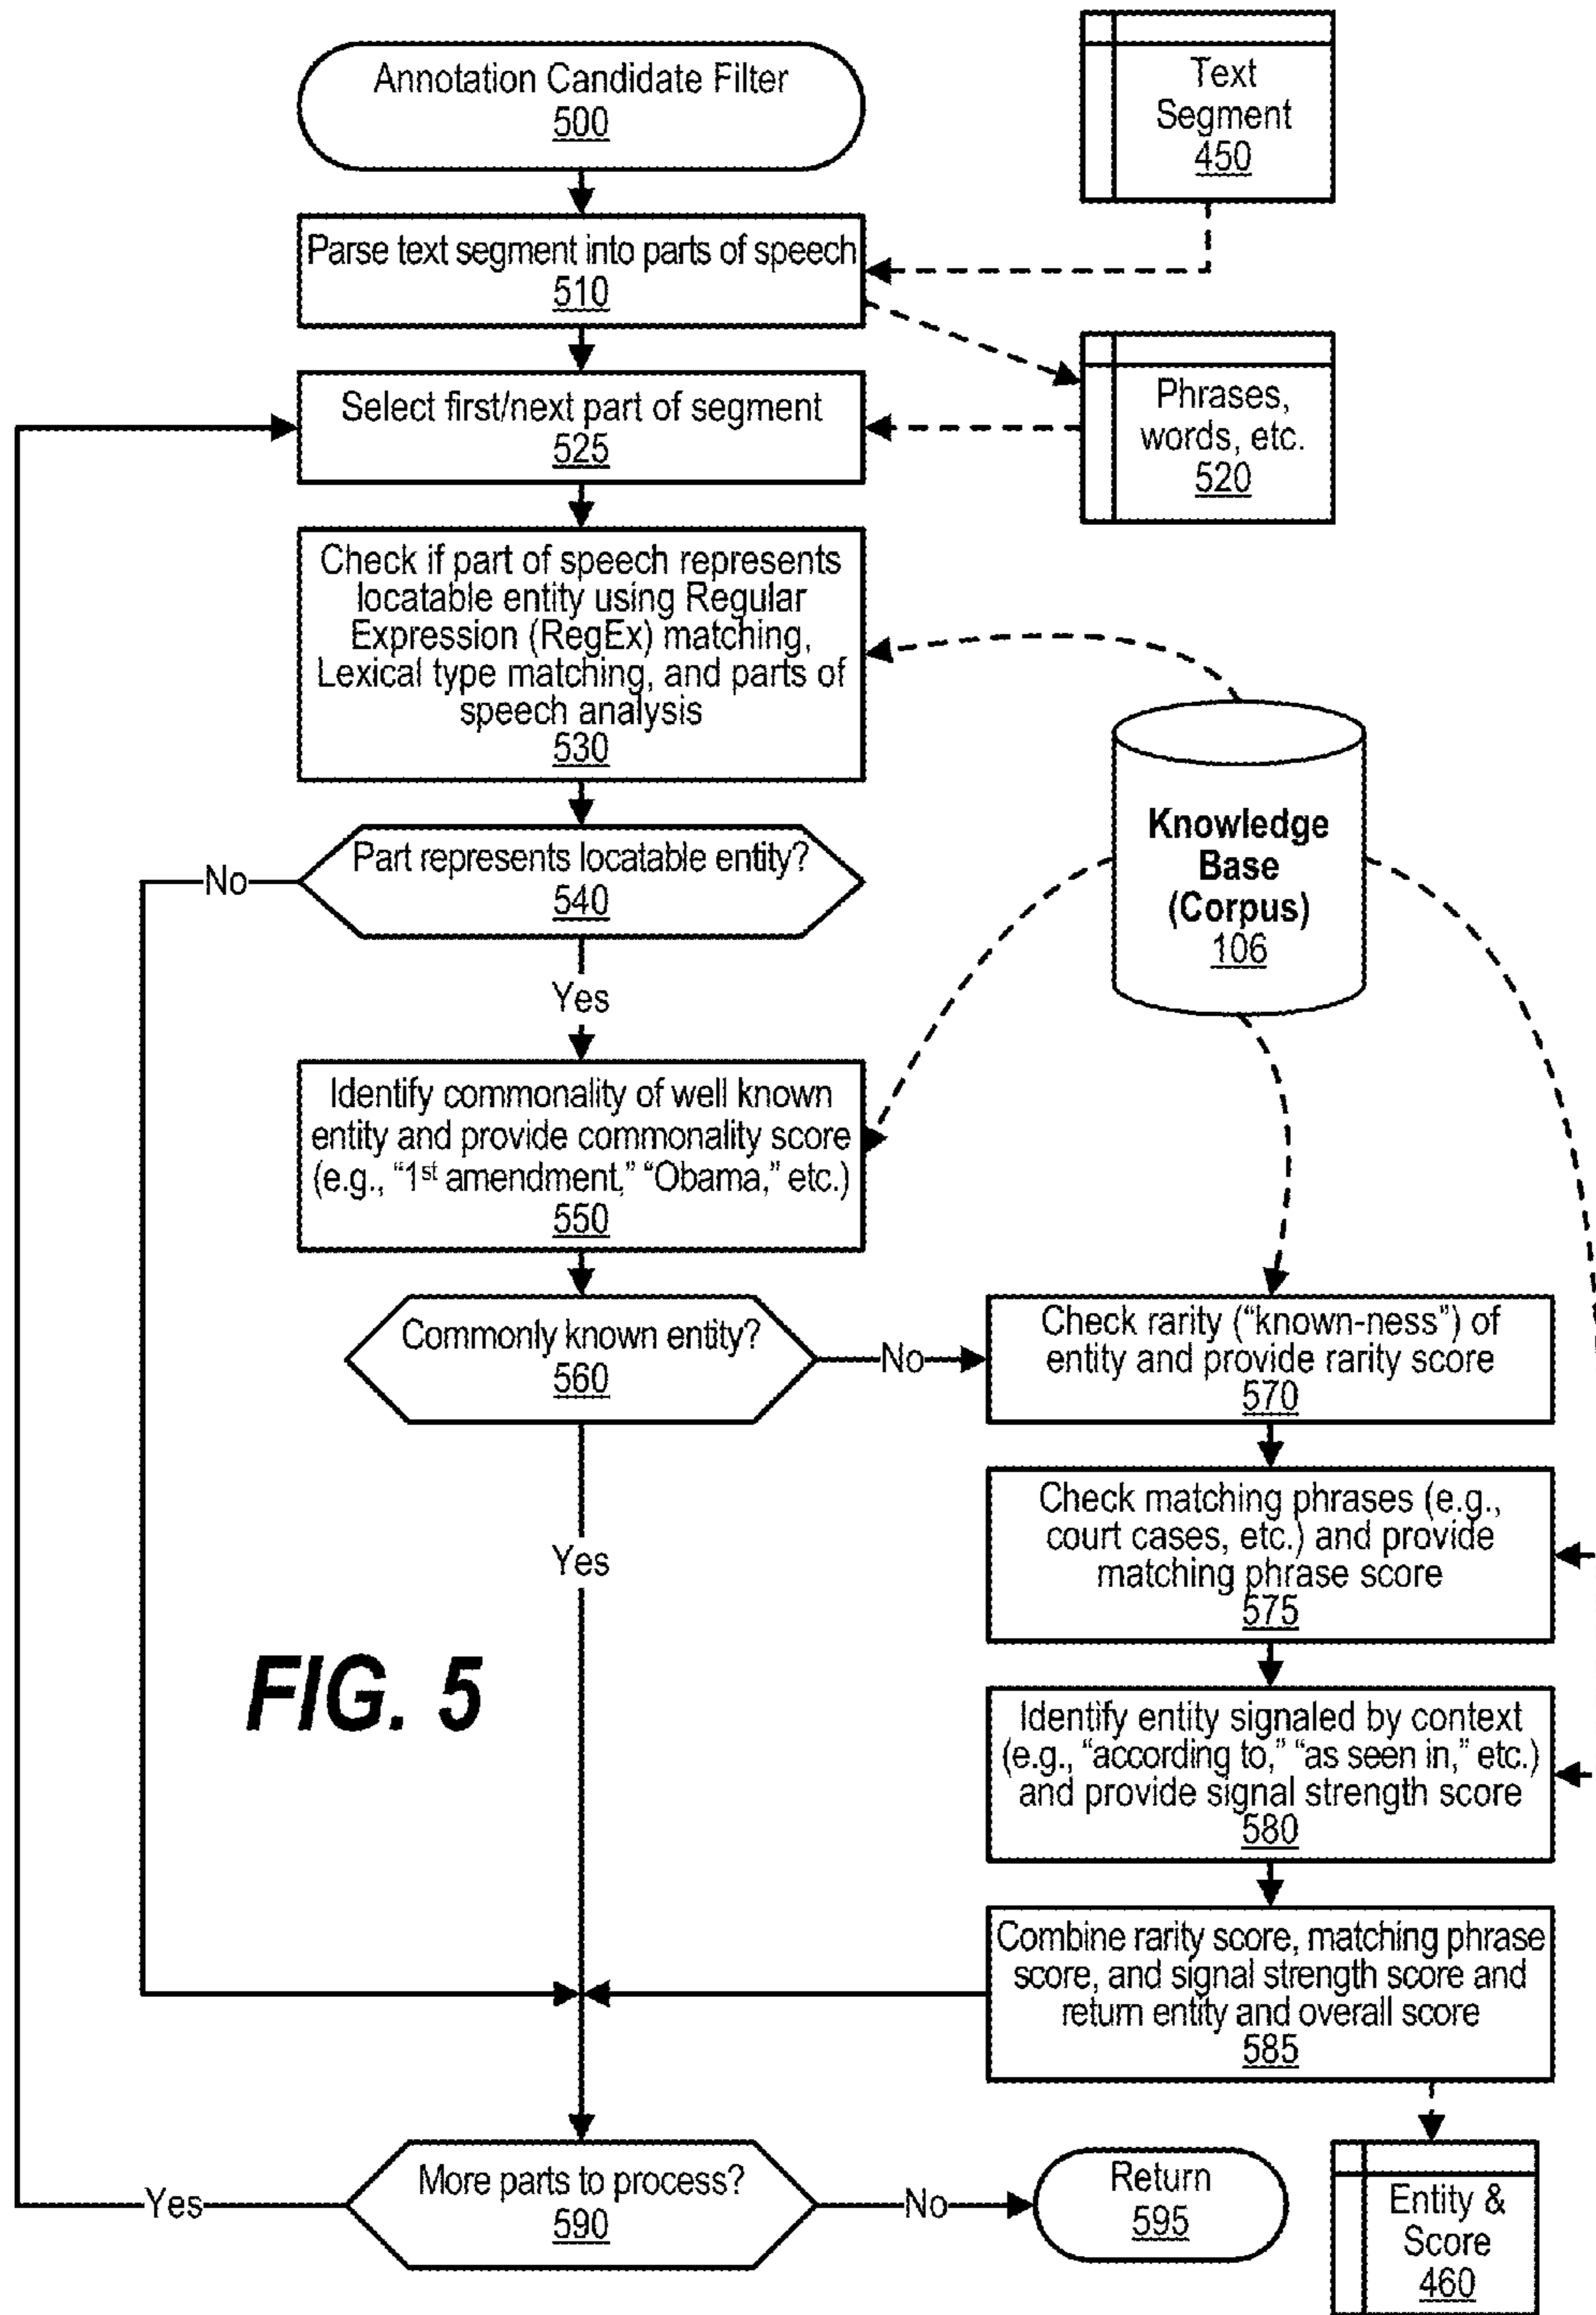 Annotation Candidate Filter
500
Text
Segment
450
Parse text segment into parts of speech
510
Select first/next part of segment
525
Phrases,
words, etc.
520
Check if part of speech represents
locatable entity using Regular
Expression (RegEx) matching,
Lexical type matching, and parts of
speech analysis
530
Knowledge
Base
(Corpus)
106
Part represents locatable entity?
540
No
Yes
Identify commonality of well known
entity and provide commonality score
(e.g., “1st amendment,” “Obama,” etc.)
550
Commonly known entity?
560
No
Yes
Check rarity (“known-ness”) of
entity and provide rarity score
570
Check matching phrases (e.g.,
court cases, etc.) and provide
matching phrase score
575
FIG. 5
Identify entity signaled by context
(e.g., “according to,” “as seen in,” etc.)
and provide signal strength score
580
Combine rarity score, matching phrase
score, and signal strength score and
return entity and overall score
585
More parts to process?
590
Yes
No
Return
595
Entity &
Score
460